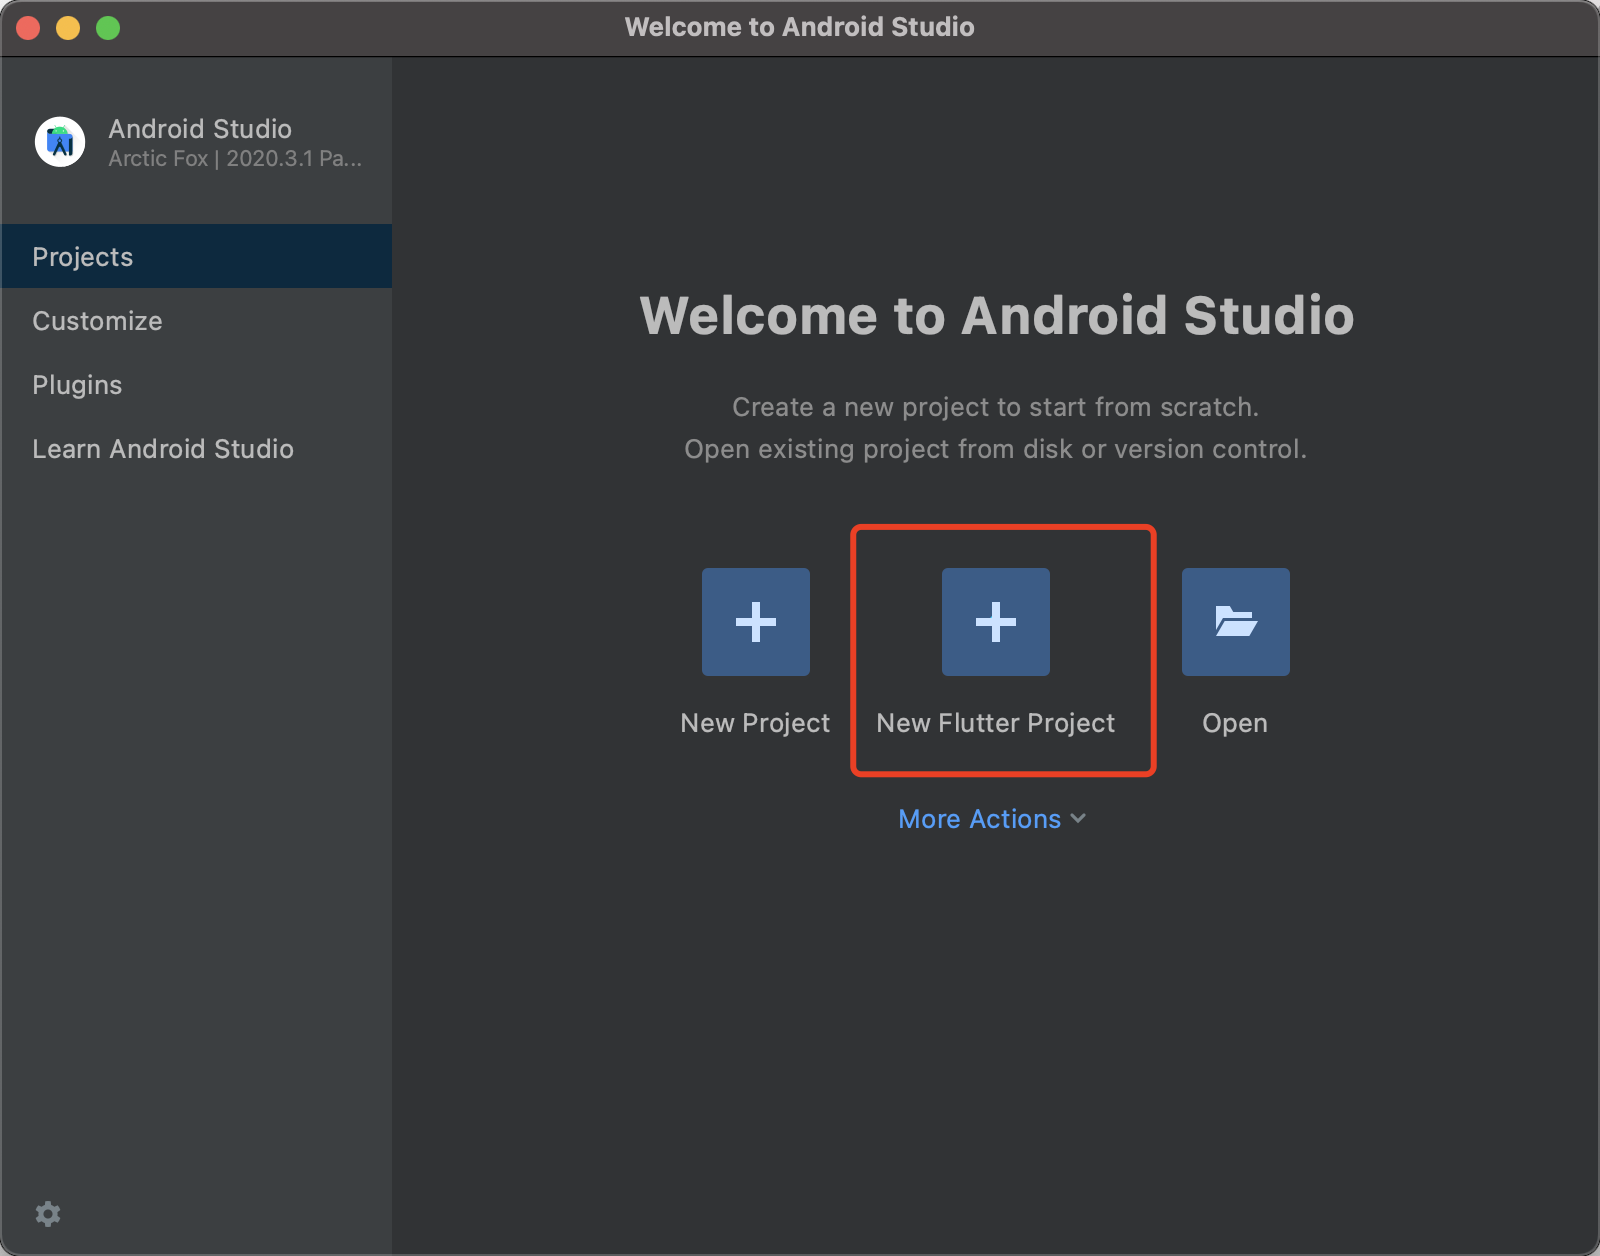 Welcome to Android Studio
Android Studio
Arctic Fox | 2020.3.1 Pa...
Projects
Customize
Plugins
Learn Android Studio
Welcome to Android Studio
Create a new project to start from scratch.
Open existing project from disk or version control.
New Project
New Flutter Project
Open
More Actions